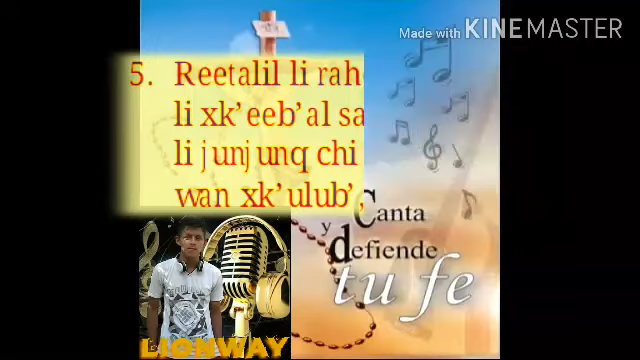 Made with KINEMASTER
5. Reetalil li rah
li xk'eeb'al sa
li junjunq chi
wan xk'ulub',
Canta
y
defiende
tu fe
LIONWAY